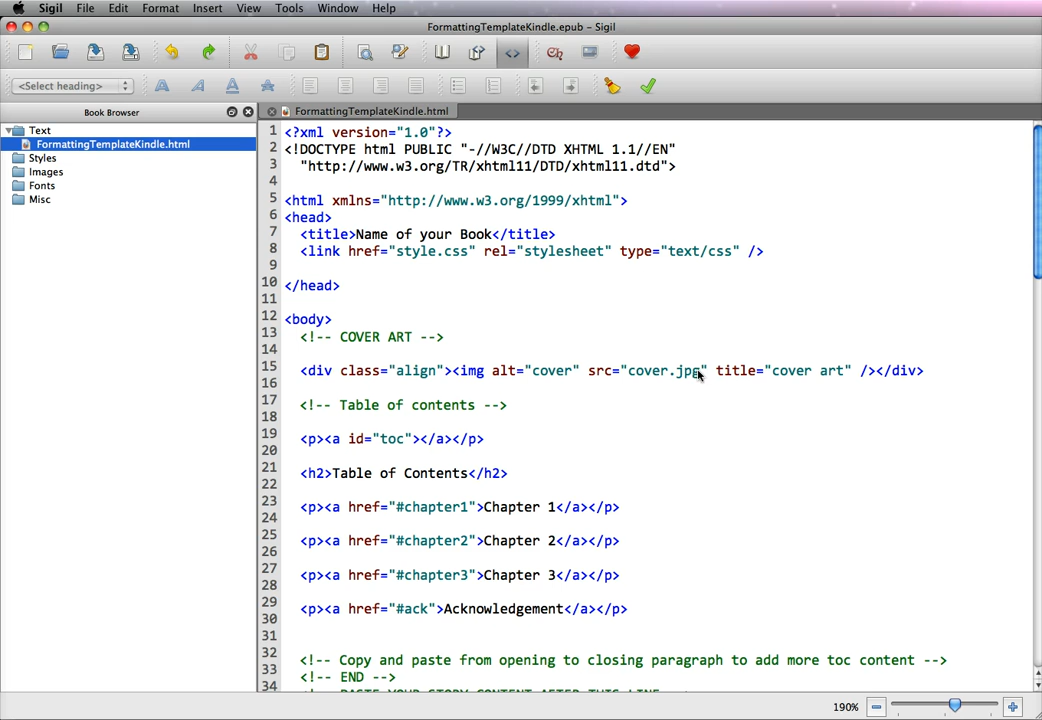 Sigil File Edit Format Insert View Tools Window Help
FormattingTemplateKindle.epub – Sigil
<Select heading>
Book Browser
FormattingTemplateKindle.html
Text
FormattingTemplateKindle.html
Styles
Images
Fonts
Misc
1 <?xml version="1.0"?>
2 <!DOCTYPE html PUBLIC "-//W3C//DTD XHTML 1.1//EN"
3 "http://www.w3.org/TR/xhtml11/DTD/xhtml11.dtd">
4
5 <html xmlns="http://www.w3.org/1999/xhtml">
6 <head>
7 <title>Name of your Book</title>
8 <link href="style.css" rel="stylesheet" type="text/css" />
9
10 </head>
11
12 <body>
13 <!-- COVER ART -->
14
15 <div class="align"><img alt="cover" src="cover.jpg" title="cover art" /></div>
16
17 <!-- Table of contents -->
18
19 <p><a id="toc"></a></p>
20
21 <h2>Table of Contents</h2>
22
23 <p><a href="#chapter1">Chapter 1</a></p>
24
25 <p><a href="#chapter2">Chapter 2</a></p>
26
27 <p><a href="#chapter3">Chapter 3</a></p>
28
29 <p><a href="#ack">Acknowledgement</a></p>
30
31
32 <!-- Copy and paste from opening to closing paragraph to add more toc content -->
33 <!-- END -->
34 <!-- PASTE YOUR STORY CONTENT AFTER THIS LINE
190%